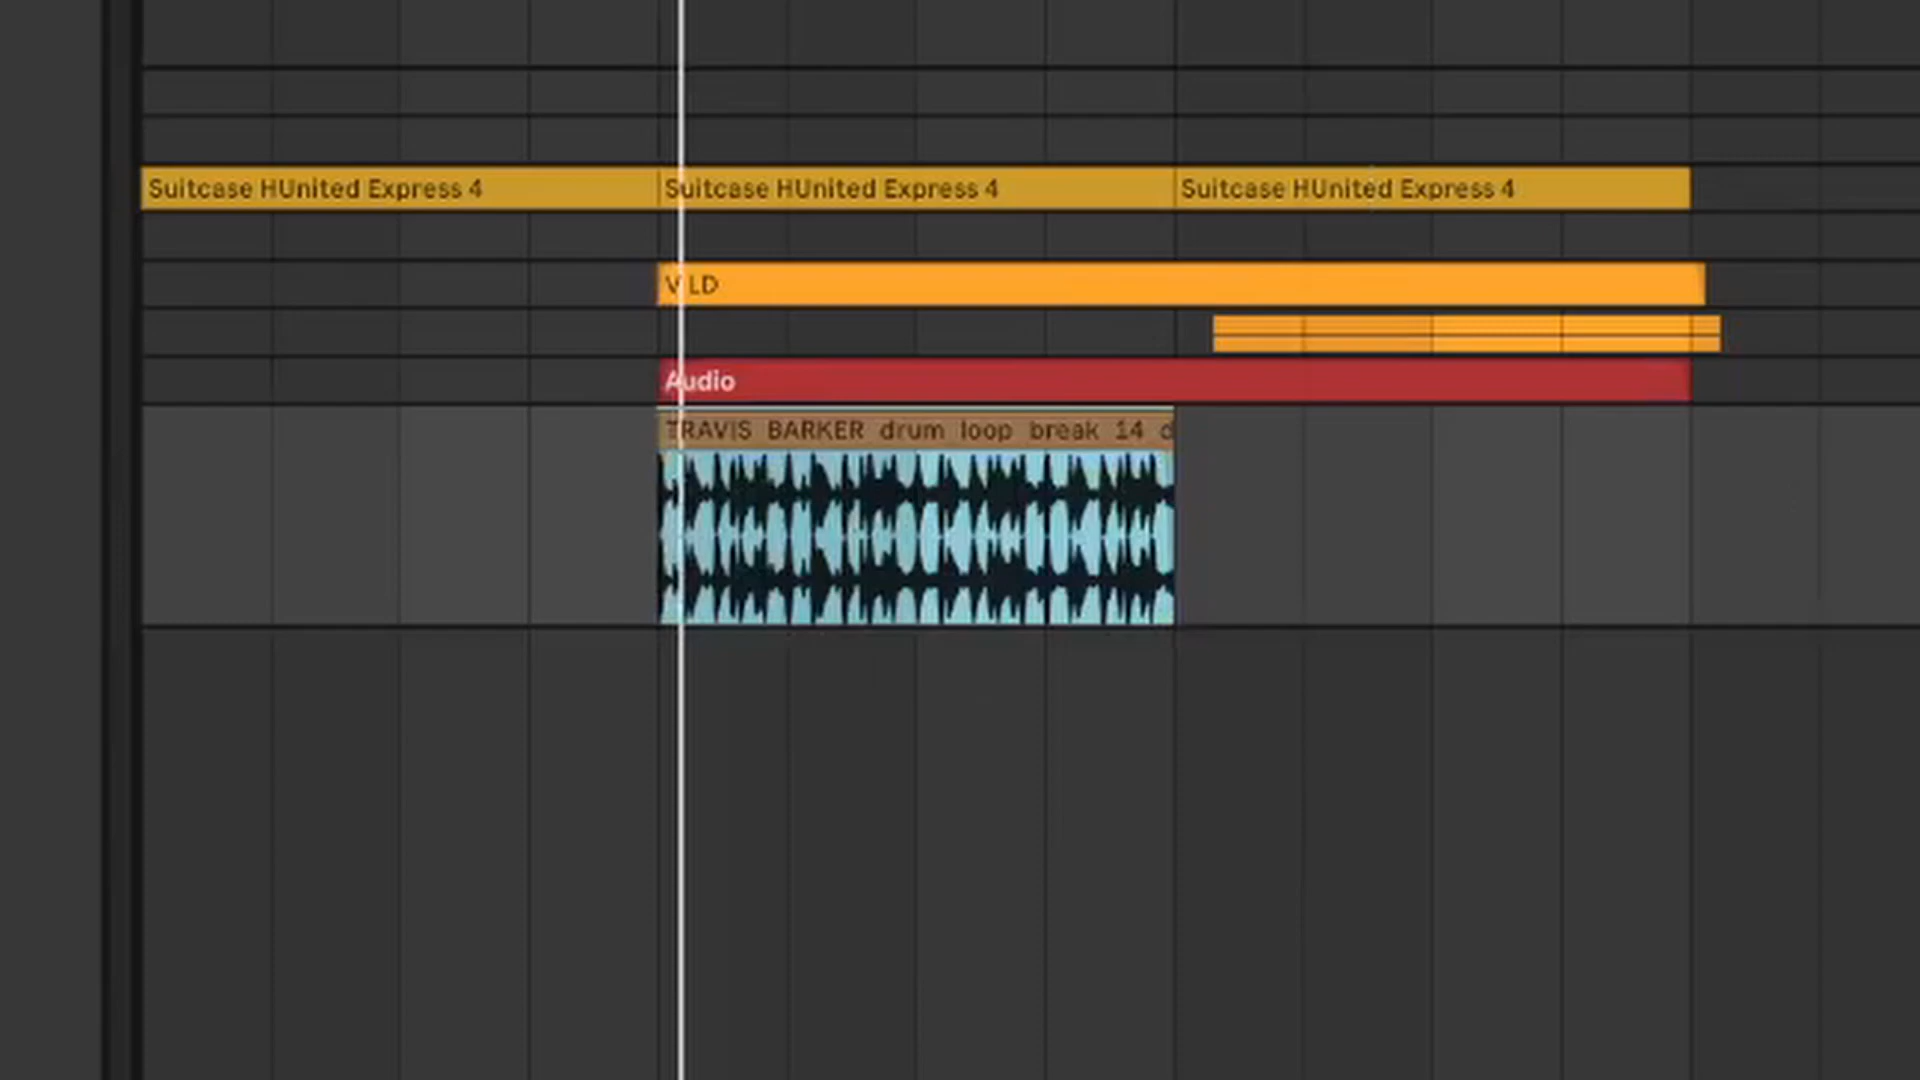 Suitcase HUnited Express 4 Suitcase HUnited Express 4 Suitcase HUnited Express 4
LD
Audio
TRAVIS BARKER drum loop break 14 d